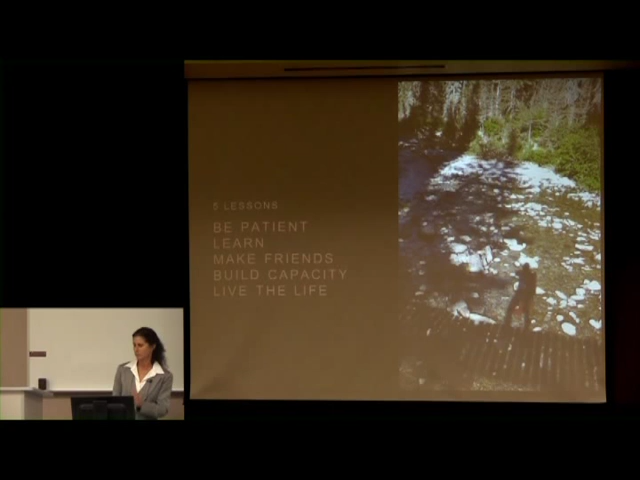 5 LESSONS
BE PATIENT
LEARN
MAKE FRIENDS
BUILD CAPACITY
LIVE THE LIFE